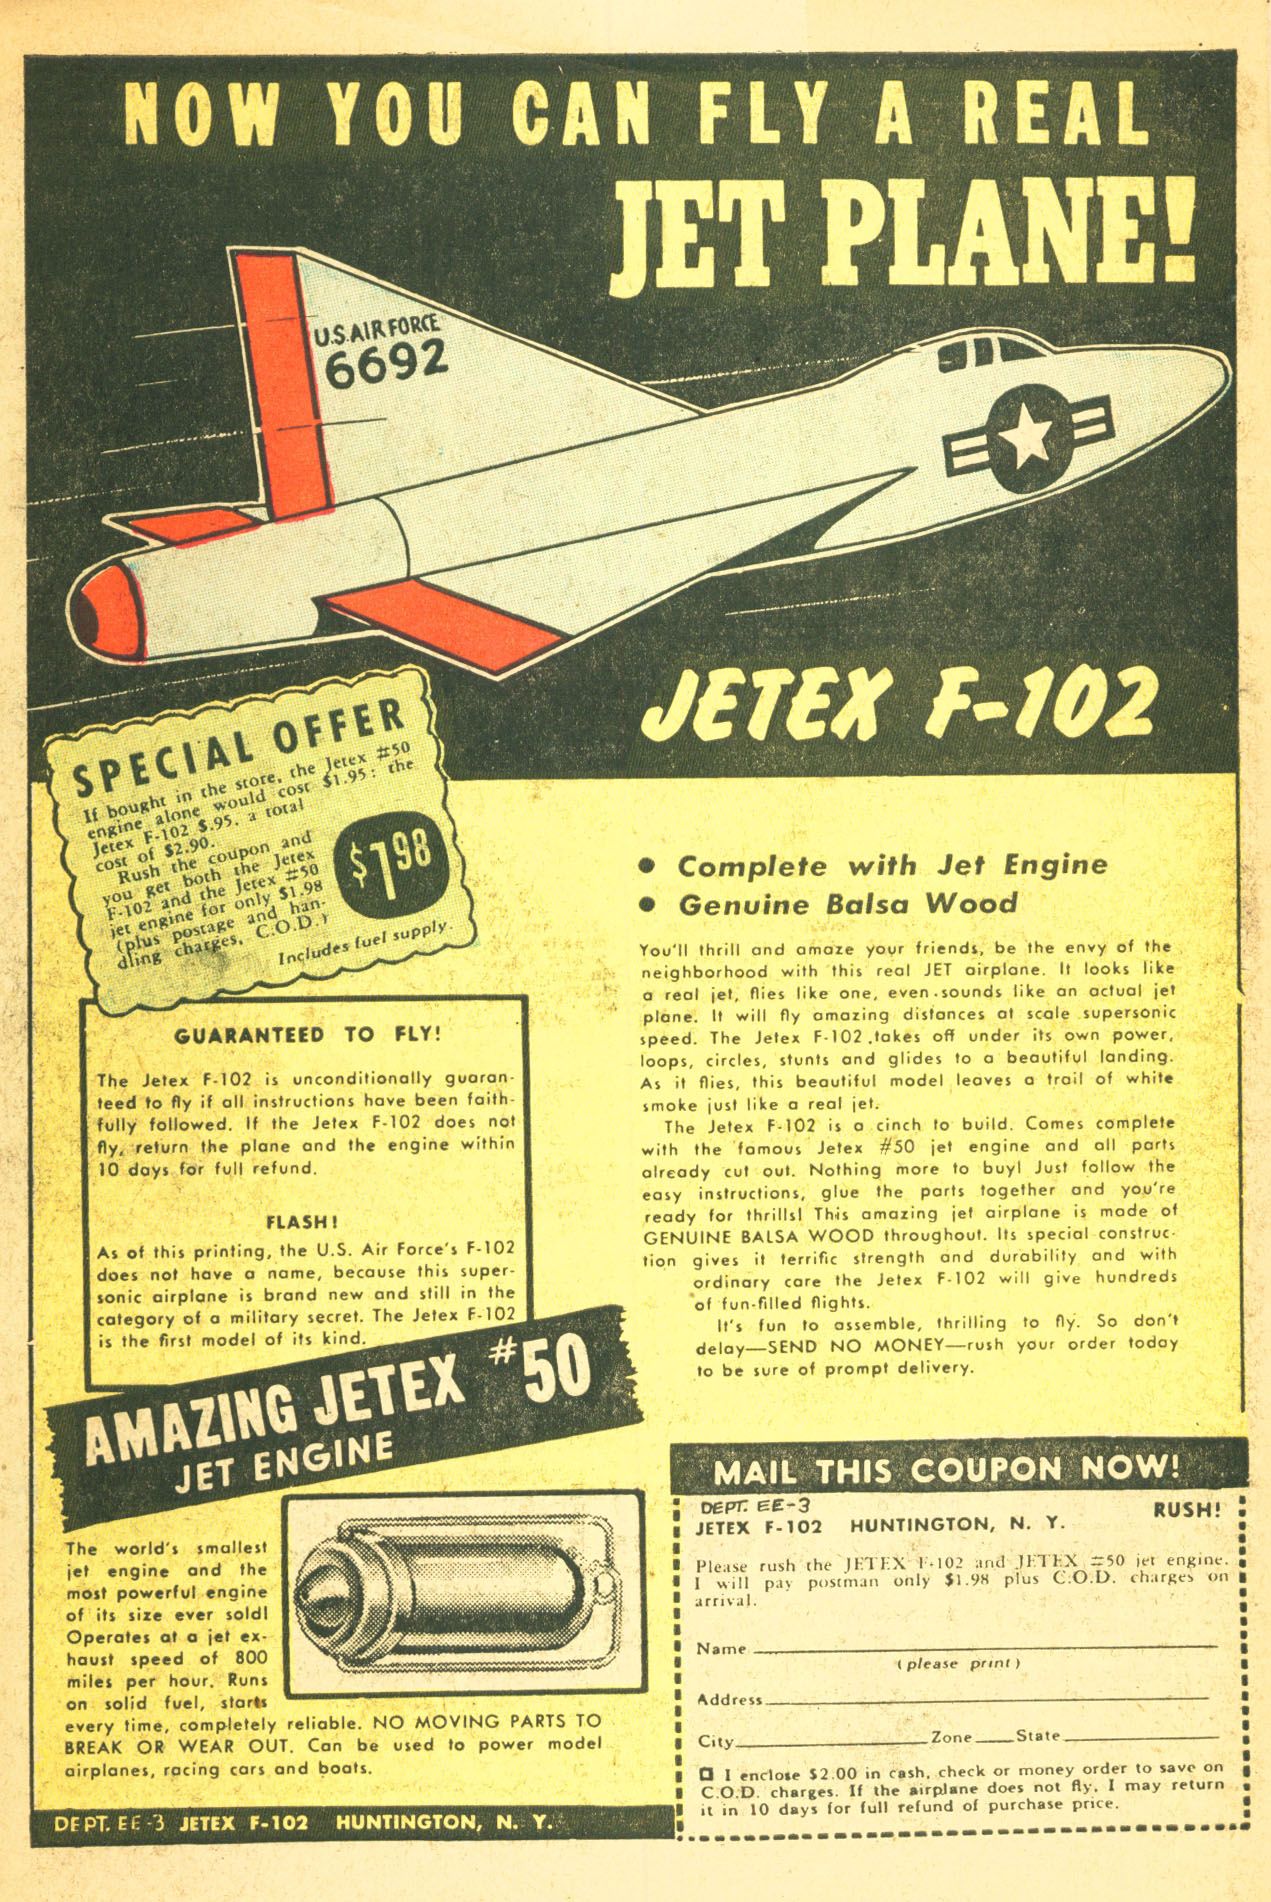 NOW YOU CAN FLY A REAL
JET PLANE!
U.S. AIR FORCE
6692
JETEX F-102
SPECIAL OFFER
If bought in the store, the Jetex #50
engine alone would cost $1.95; the
Jetex F-102 $.95, a total
cost of $2.90.
Rush the coupon and
you get both the Jetex
F-102 and the Jetex #50
jet engine for only $1.98
(plus postage and han-
dling charges, C.O.D.)
$1.98
Includes fuel supply.
• Complete with Jet Engine
• Genuine Balsa Wood
You'll thrill and amaze your friends, be the envy of the
neighborhood with this real JET airplane. It looks like
a real jet, flies like one, even sounds like an actual jet
plane. It will fly amazing distances at scale supersonic
speed. The Jetex F-102 takes off under its own power,
loops, circles, stunts and glides to a beautiful landing.
As it flies, this beautiful model leaves a trail of white
smoke just like a real jet.
The Jetex F-102 is a cinch to build. Comes complete
with the famous Jetex #50 jet engine and all parts
already cut out. Nothing more to buy! Just follow the
easy instructions, glue the parts together and you're
ready for thrills! This amazing jet airplane is made of
GENUINE BALSA WOOD throughout. Its special construc-
tion gives it terrific strength and durability and with
ordinary care the Jetex F-102 will give hundreds
of fun-filled flights.
It's fun to assemble, thrilling to fly. So don't
delay—SEND NO MONEY—rush your order today
to be sure of prompt delivery.
GUARANTEED TO FLY!
The Jetex F-102 is unconditionally guaran-
teed to fly if all instructions have been faith-
fully followed. If the Jetex F-102 does not
fly, return the plane and the engine within
10 days for full refund.
FLASH!
As of this printing, the U.S. Air Force's F-102
does not have a name, because this super-
sonic airplane is brand new and still in the
category of a military secret. The Jetex F-102
is the first model of its kind.
AMAZING JETEX #50
JET ENGINE
The world's smallest
jet engine and the
most powerful engine
of its size ever sold!
Operates at a jet ex-
haust speed of 800
miles per hour. Runs
on solid fuel, starts
every time, completely reliable. NO MOVING PARTS TO
BREAK OR WEAR OUT. Can be used to power model
airplanes, racing cars and boats.
DEPT. EE-3 JETEX F-102 HUNTINGTON, N. Y.
MAIL THIS COUPON NOW!
DEPT. EE-3 RUSH!
JETEX F-102 HUNTINGTON, N. Y.
Please rush the JETEX F-102 and JETEX #50 jet engine.
I will pay postman only $1.98 plus C.O.D. charges on
arrival.
Name
(please print)
Address
City Zone State
I enclose $2.00 in cash, check or money order to save on
C.O.D. charges. If the airplane does not fly, I may return
it in 10 days for full refund of purchase price.